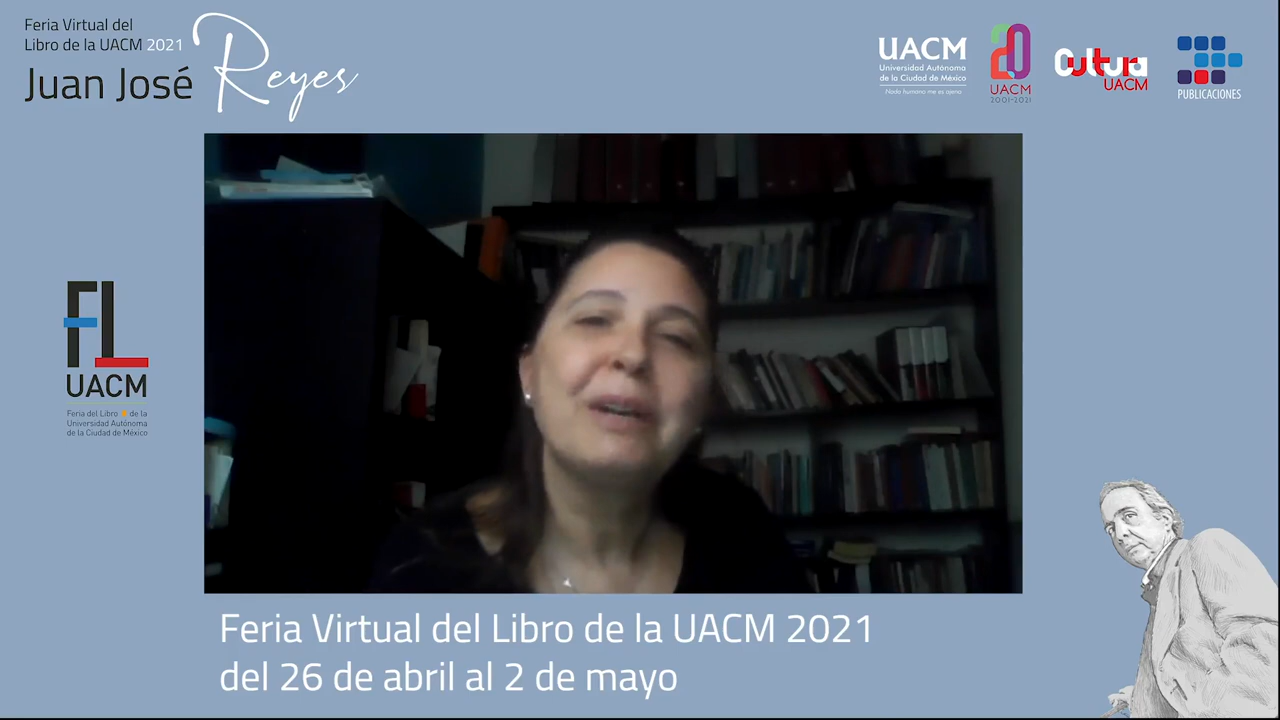 Feria Virtual del
Libro de la UACM 2021
Juan José Reyes
UACM
Universidad Autónoma
de la Ciudad de México
Nada humano me es ajeno
20
UACM
2001-2021
Cultura
UACM
PUBLICACIONES
FL
UACM
Feria del Libro de la
Universidad Autónoma
de la Ciudad de México
Feria Virtual del Libro de la UACM 2021
del 26 de abril al 2 de mayo